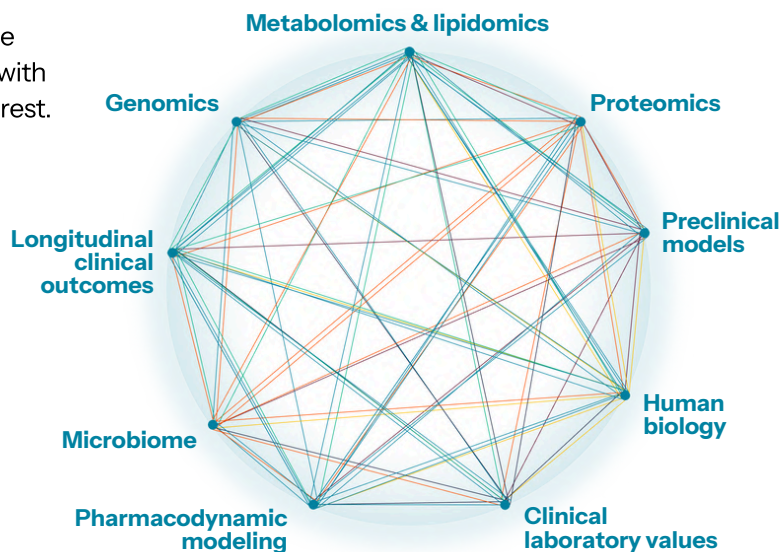 e
with
rest.
Metabolomics & lipidomics
Genomics
Proteomics
Longitudinal
clinical
outcomes
Preclinical
models
Microbiome
Human
biology
Pharmacodynamic
modeling
Clinical
laboratory values